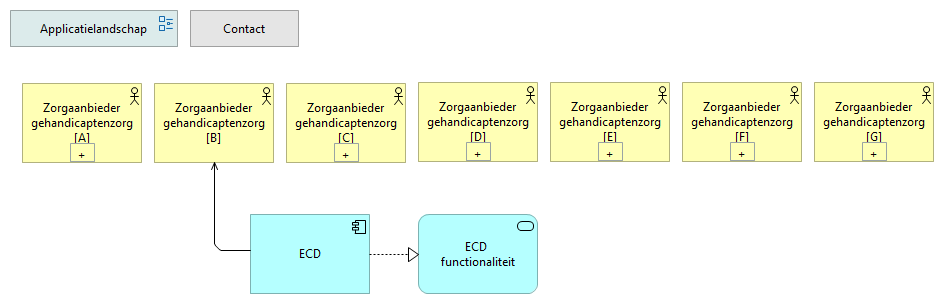 Applicatielandschap
Contact
Zorgaanbieder
gehandicaptenzorg
[A]
+
Zorgaanbieder
gehandicaptenzorg
[B]
Zorgaanbieder
gehandicaptenzorg
[C]
+
Zorgaanbieder
gehandicaptenzorg
[D]
+
Zorgaanbieder
gehandicaptenzorg
[E]
+
Zorgaanbieder
gehandicaptenzorg
[F]
+
Zorgaanbieder
gehandicaptenzorg
[G]
+
ECD
ECD
functionaliteit